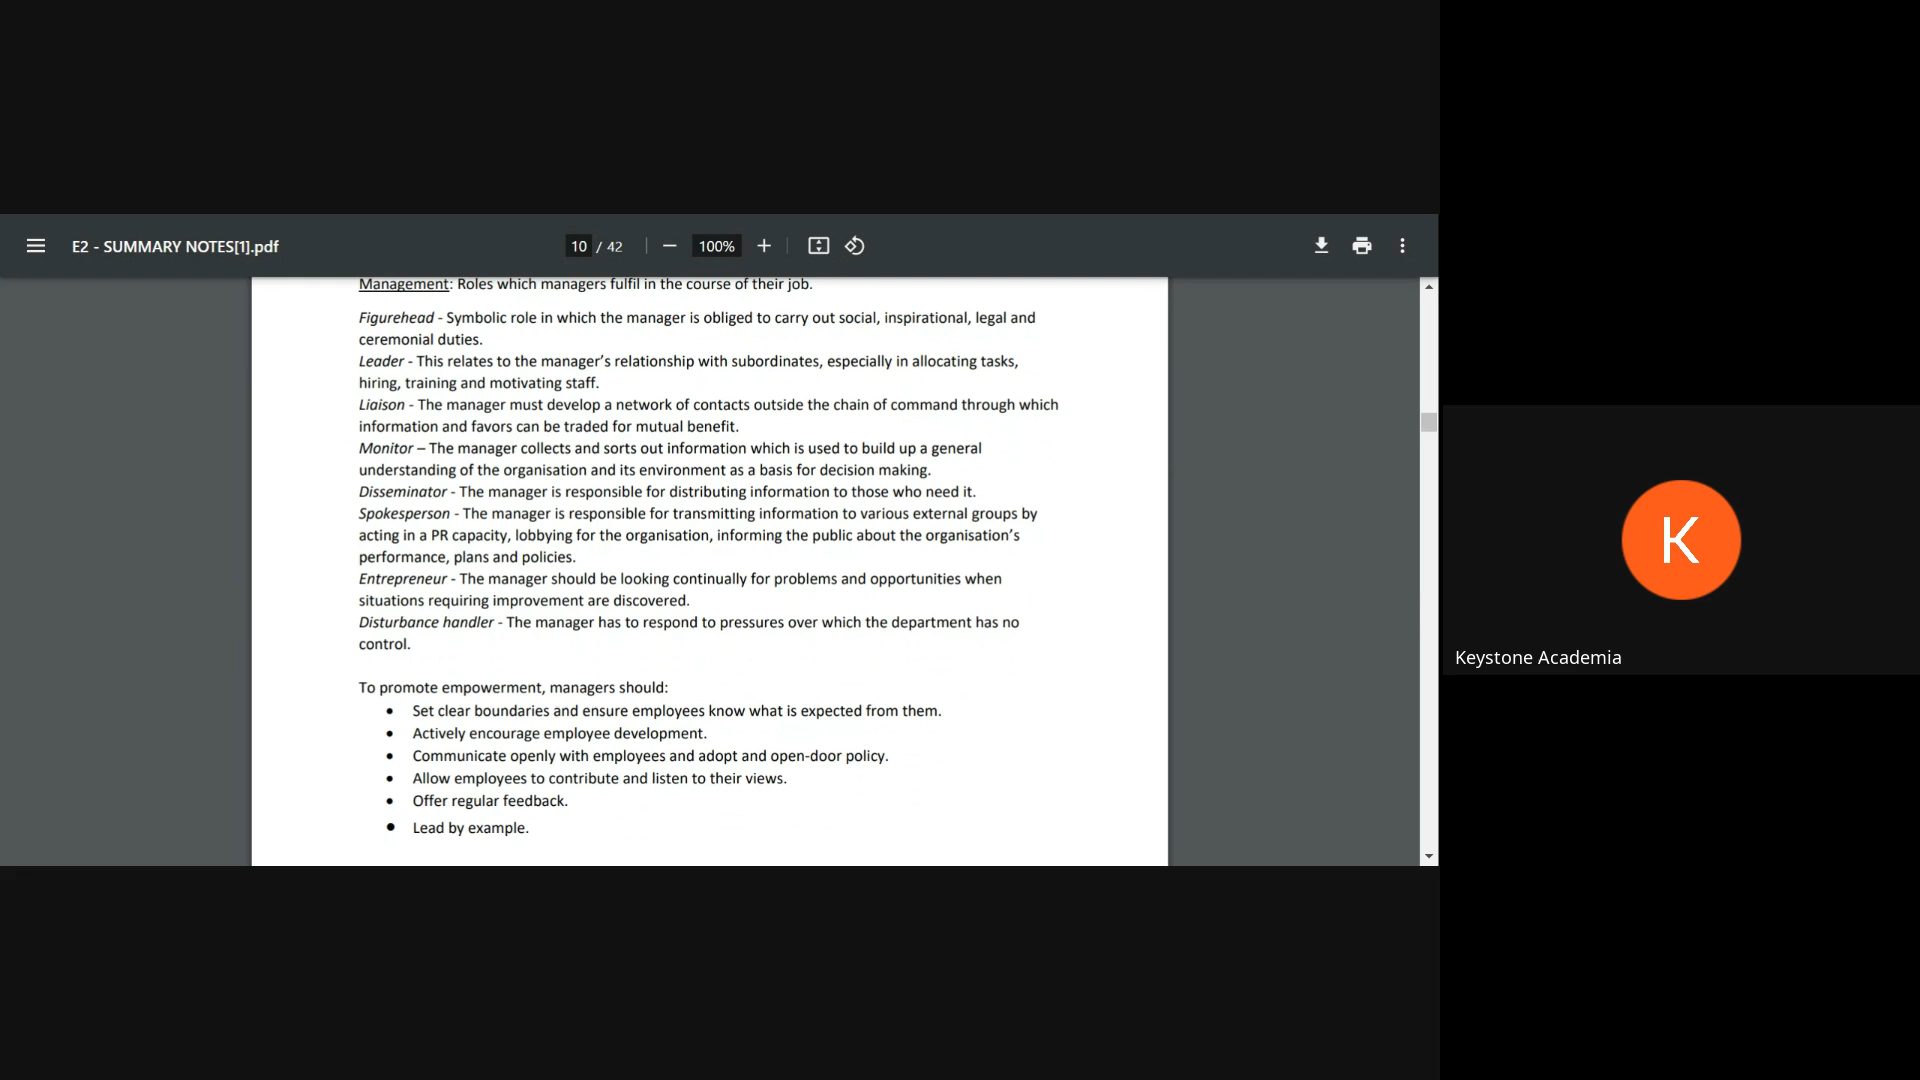 E2 - SUMMARY NOTES[1].pdf
10 / 42
100%
Management: Roles which managers fulfil in the course of their job.
Figurehead - Symbolic role in which the manager is obliged to carry out social, inspirational, legal and
ceremonial duties.
Leader - This relates to the manager’s relationship with subordinates, especially in allocating tasks,
hiring, training and motivating staff.
Liaison - The manager must develop a network of contacts outside the chain of command through which
information and favors can be traded for mutual benefit.
Monitor – The manager collects and sorts out information which is used to build up a general
understanding of the organisation and its environment as a basis for decision making.
Disseminator - The manager is responsible for distributing information to those who need it.
Spokesperson - The manager is responsible for transmitting information to various external groups by
acting in a PR capacity, lobbying for the organisation, informing the public about the organisation’s
performance, plans and policies.
Entrepreneur - The manager should be looking continually for problems and opportunities when
situations requiring improvement are discovered.
Disturbance handler - The manager has to respond to pressures over which the department has no
control.
To promote empowerment, managers should:
• Set clear boundaries and ensure employees know what is expected from them.
• Actively encourage employee development.
• Communicate openly with employees and adopt and open-door policy.
• Allow employees to contribute and listen to their views.
• Offer regular feedback.
• Lead by example.
K
Keystone Academia